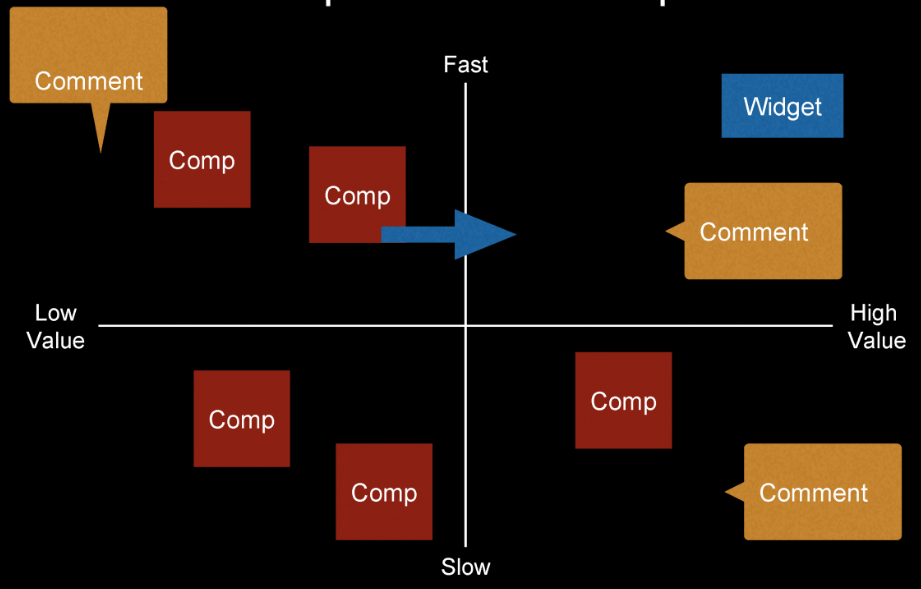 Fast
Comment
Widget
Comp
Comp
Comment
Low
Value
High
Value
Comp
Comp
Comp
Comment
Slow